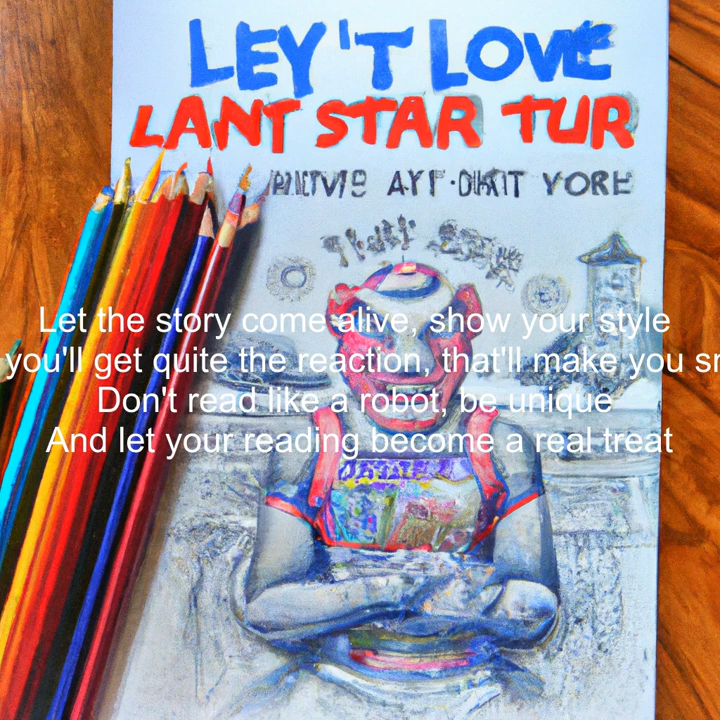 LEY'T LOVE
LANT STAR TUR
YORE
Let the story come alive, show your style
you'll get quite the reaction, that'll make you
Don't read like a robot, be unique
And let your reading become a real treat